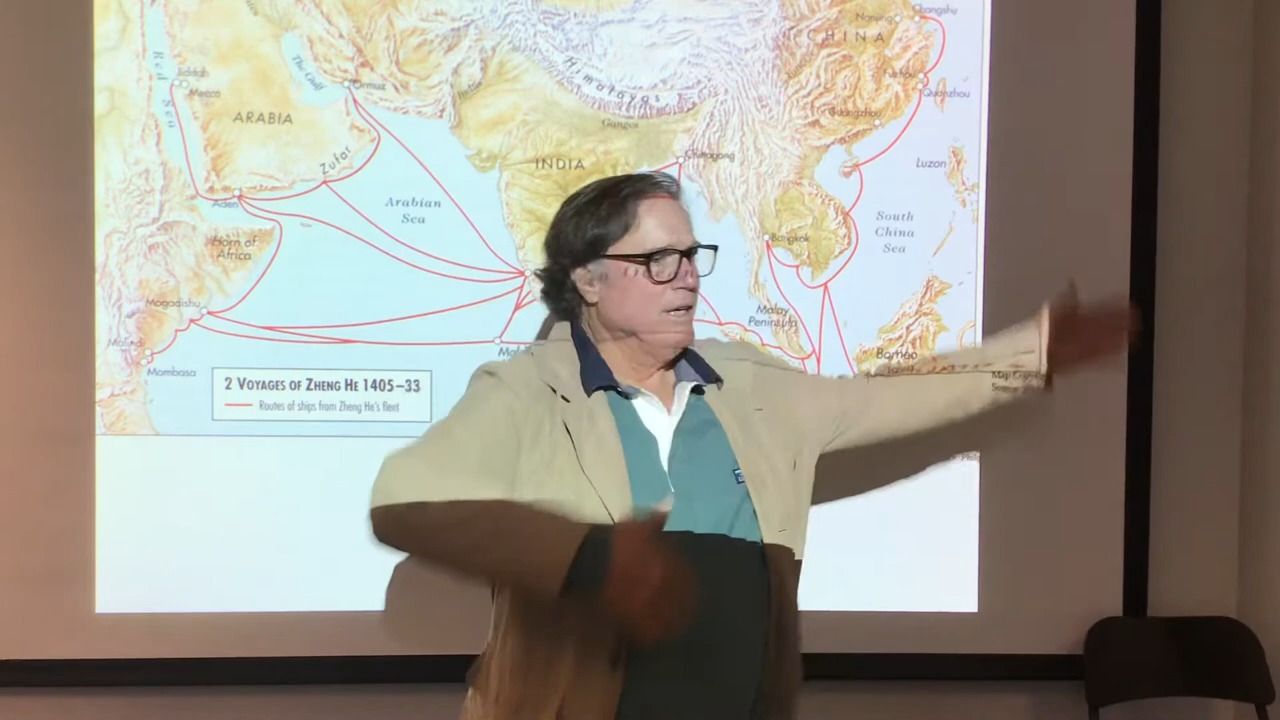 Nanjing
Changshu
CHINA
Red Sea
The Gulf
Himalayas
Jiddah
Mecca
Ormuz
Indus
Fuzhou
Quanzhou
ARABIA
Ganges
Guangzhou
Zufar
INDIA
Chittagong
Luzon
Aden
Arabian
Sea
South
China
Sea
Horn of
Africa
Bangkok
Mogadishu
Malay
Peninsula
Malindi
Mal
Borneo
Mombasa
2 VOYAGES OF ZHENG HE 1405–33
Routes of ships from Zheng He's fleet